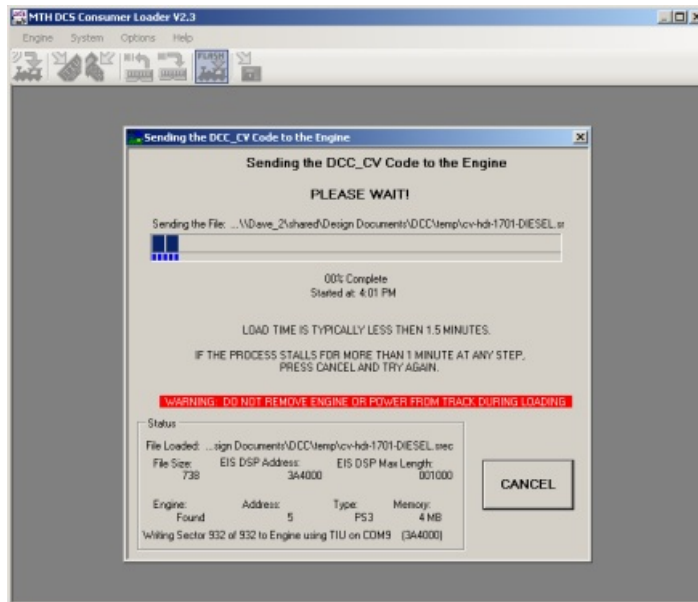 MTH DCS Consumer Loader V2.3
Engine System Options Help
FLASH
Sending the DCC_CV Code to the Engine
Sending the DCC_CV Code to the Engine
PLEASE WAIT!
Sending the File: ...\\Dave_2\shared\Design Documents\DCC\temp\cv-hdr-1701-DIESEL.sr
00% Complete
Started at: 4:01 PM
LOAD TIME IS TYPICALLY LESS THEN 1.5 MINUTES.
IF THE PROCESS STALLS FOR MORE THAN 1 MINUTE AT ANY STEP,
PRESS CANCEL AND TRY AGAIN.
WARNING: DO NOT REMOVE ENGINE OR POWER FROM TRACK DURING LOADING
Status
File Loaded: ...sign Documents\DCC\temp\cv-hdr-1701-DIESEL.srec
File Size: EIS DSP Address: EIS DSP Max Length:
738 3A4000 001000
CANCEL
Engine: Address: Type: Memory:
Found 5 PS3 4 MB
Writing Sector 932 of 932 to Engine using TIU on COM9 (3A4000)